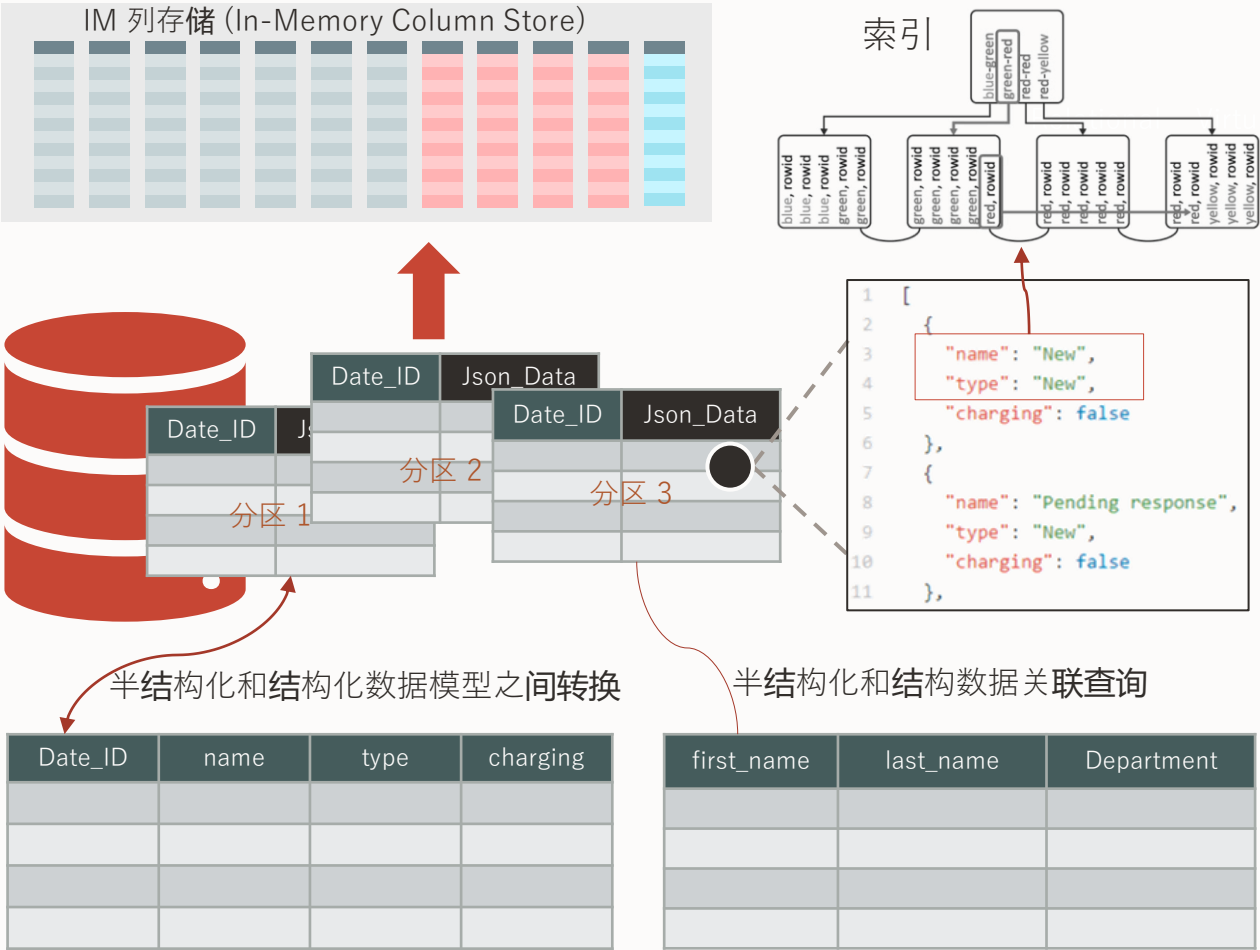 IM 列存储 (In-Memory Column Store)
索引
blue-green
green-red
red-red
red-yellow
blue, rowid
blue, rowid
blue, rowid
green, rowid
green, rowid
green, rowid
green, rowid
green, rowid
green, rowid
red, rowid
red, rowid
red, rowid
red, rowid
red, rowid
red, rowid
red, rowid
red, rowid
yellow, rowid
yellow, rowid
yellow, rowid
Date_ID
Json_Data
Date_ID
Json_Data
Date_ID
分区 1
分区 2
分区 3
1 [
2 {
3 "name": "New",
4 "type": "New",
5 "charging": false
6 },
7 {
8 "name": "Pending response",
9 "type": "New",
10 "charging": false
11 },
半结构化和结构化数据模型之间转换
半结构化和结构数据关联查询
Date_ID name type charging
first_name last_name Department